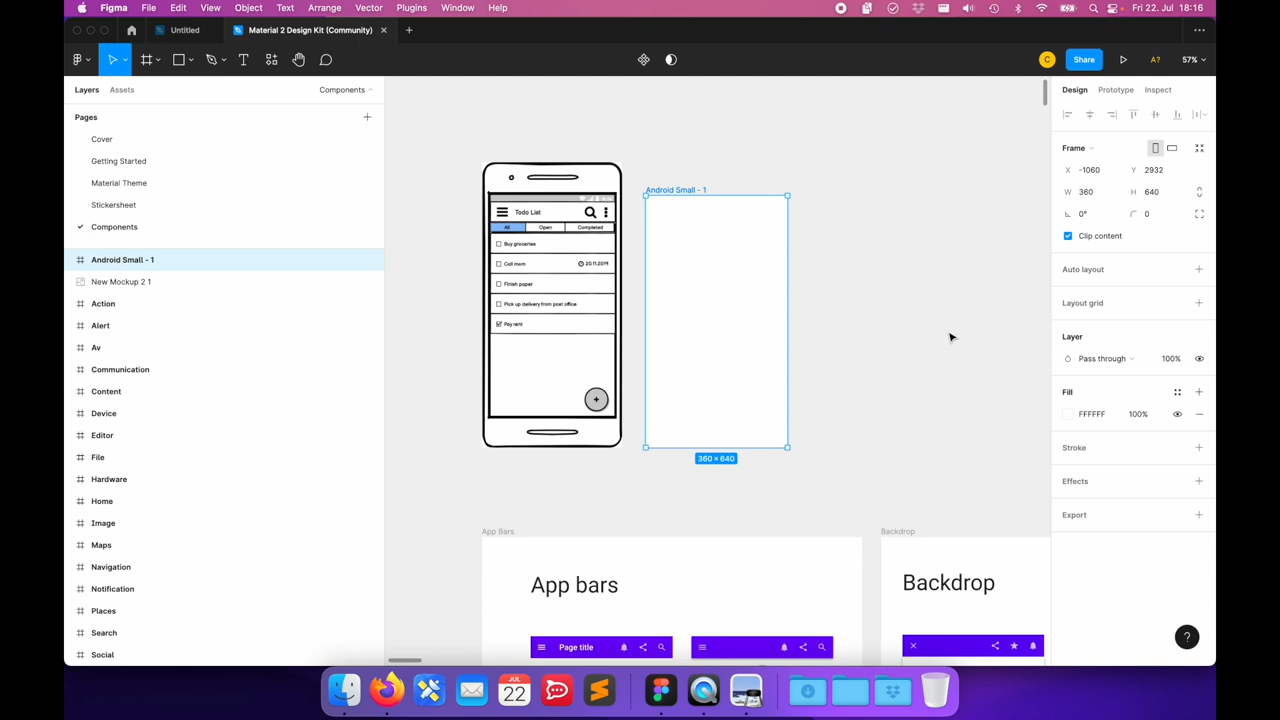 Figma File Edit View Object Text Arrange Vector Plugins Window Help Fri 22. Jul 18:16
Untitled Material 2 Design Kit (Community)
C Share A? 57%
Layers Assets Components
Design Prototype Inspect
Pages
Cover
Getting Started
Material Theme
Stickersheet
Components
Android Small - 1
New Mockup 2 1
Action
Alert
Av
Communication
Content
Device
Editor
File
Hardware
Home
Image
Maps
Navigation
Notification
Places
Search
Social
Todo List
All Open Completed
Buy groceries
Call mom 20.11.2019
Finish paper
Pick up delivery from post office
Pay rent
Android Small - 1
360 × 640
App Bars
App bars
Page title
Backdrop
Backdrop
Frame
X -1060 Y 2932
W 360 H 640
0° 0
Clip content
Auto layout
Layout grid
Layer
Pass through 100%
Fill
FFFFFF 100%
Stroke
Effects
Export
?
JUL
22